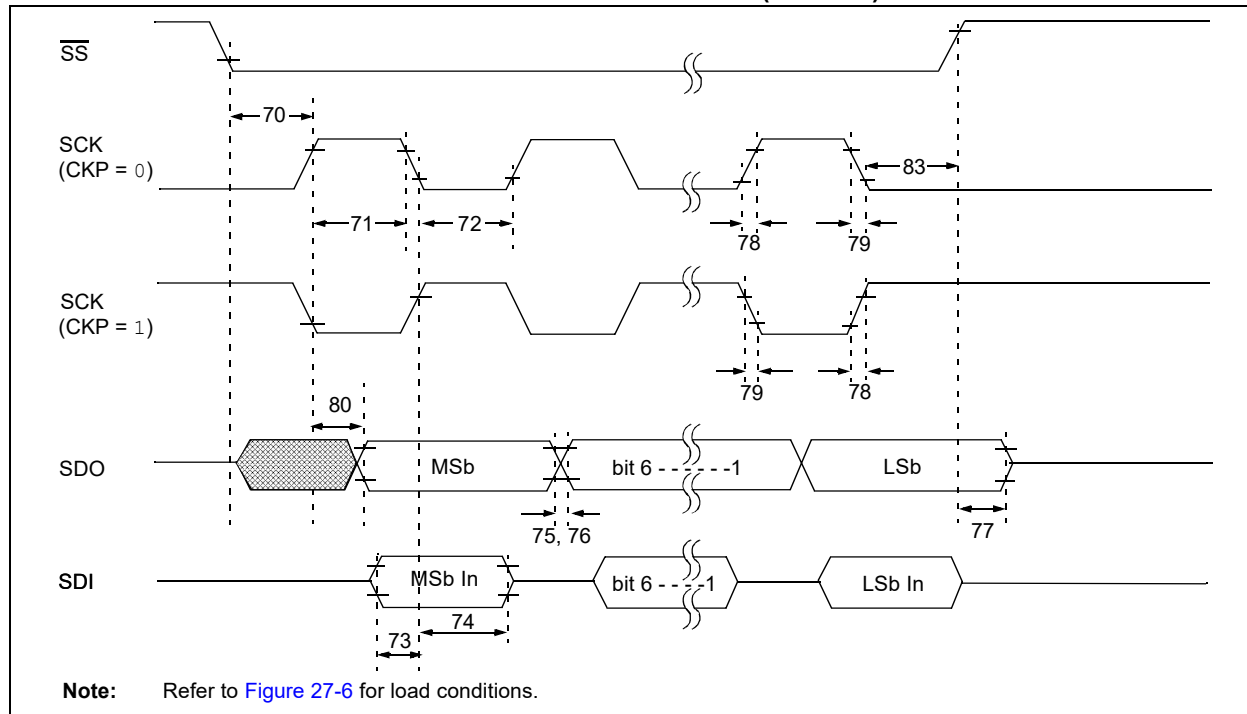 SS
70
SCK
(CKP = 0)
83
71
72
78
79
SCK
(CKP = 1)
79
78
80
SDO
MSb
bit 6 - - - - - -1
LSb
75, 76
77
SDI
MSb In
bit 6 - - - -1
LSb In
74
73
Note: Refer to Figure 27-6 for load conditions.